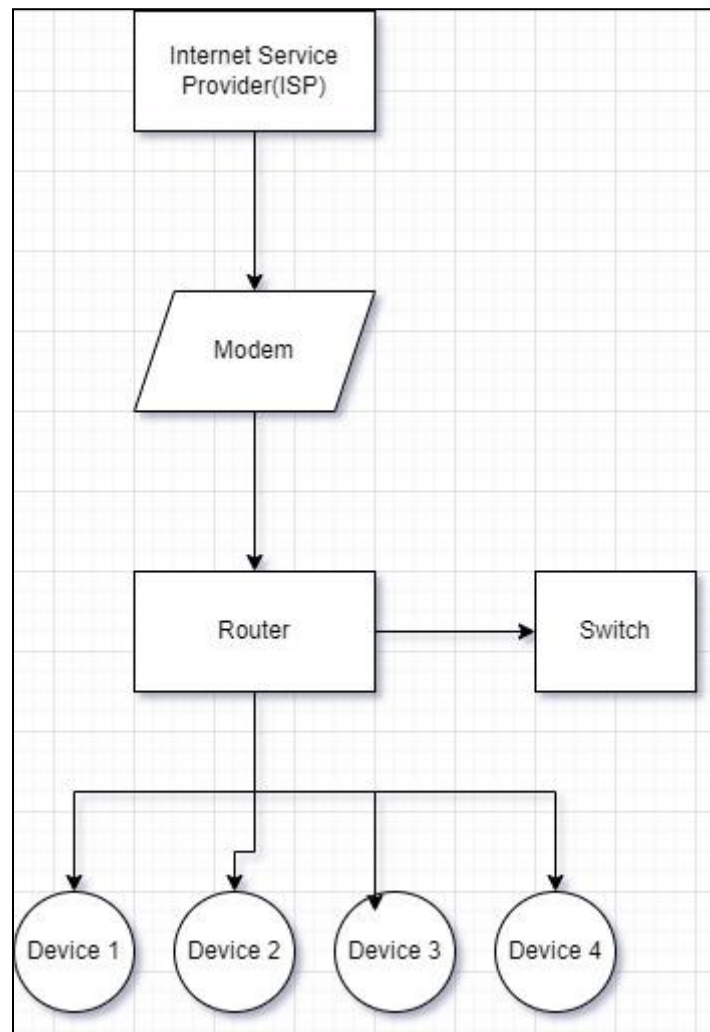 Internet Service
Provider(ISP)
Modem
Router
Switch
Device 1
Device 2
Device 3
Device 4